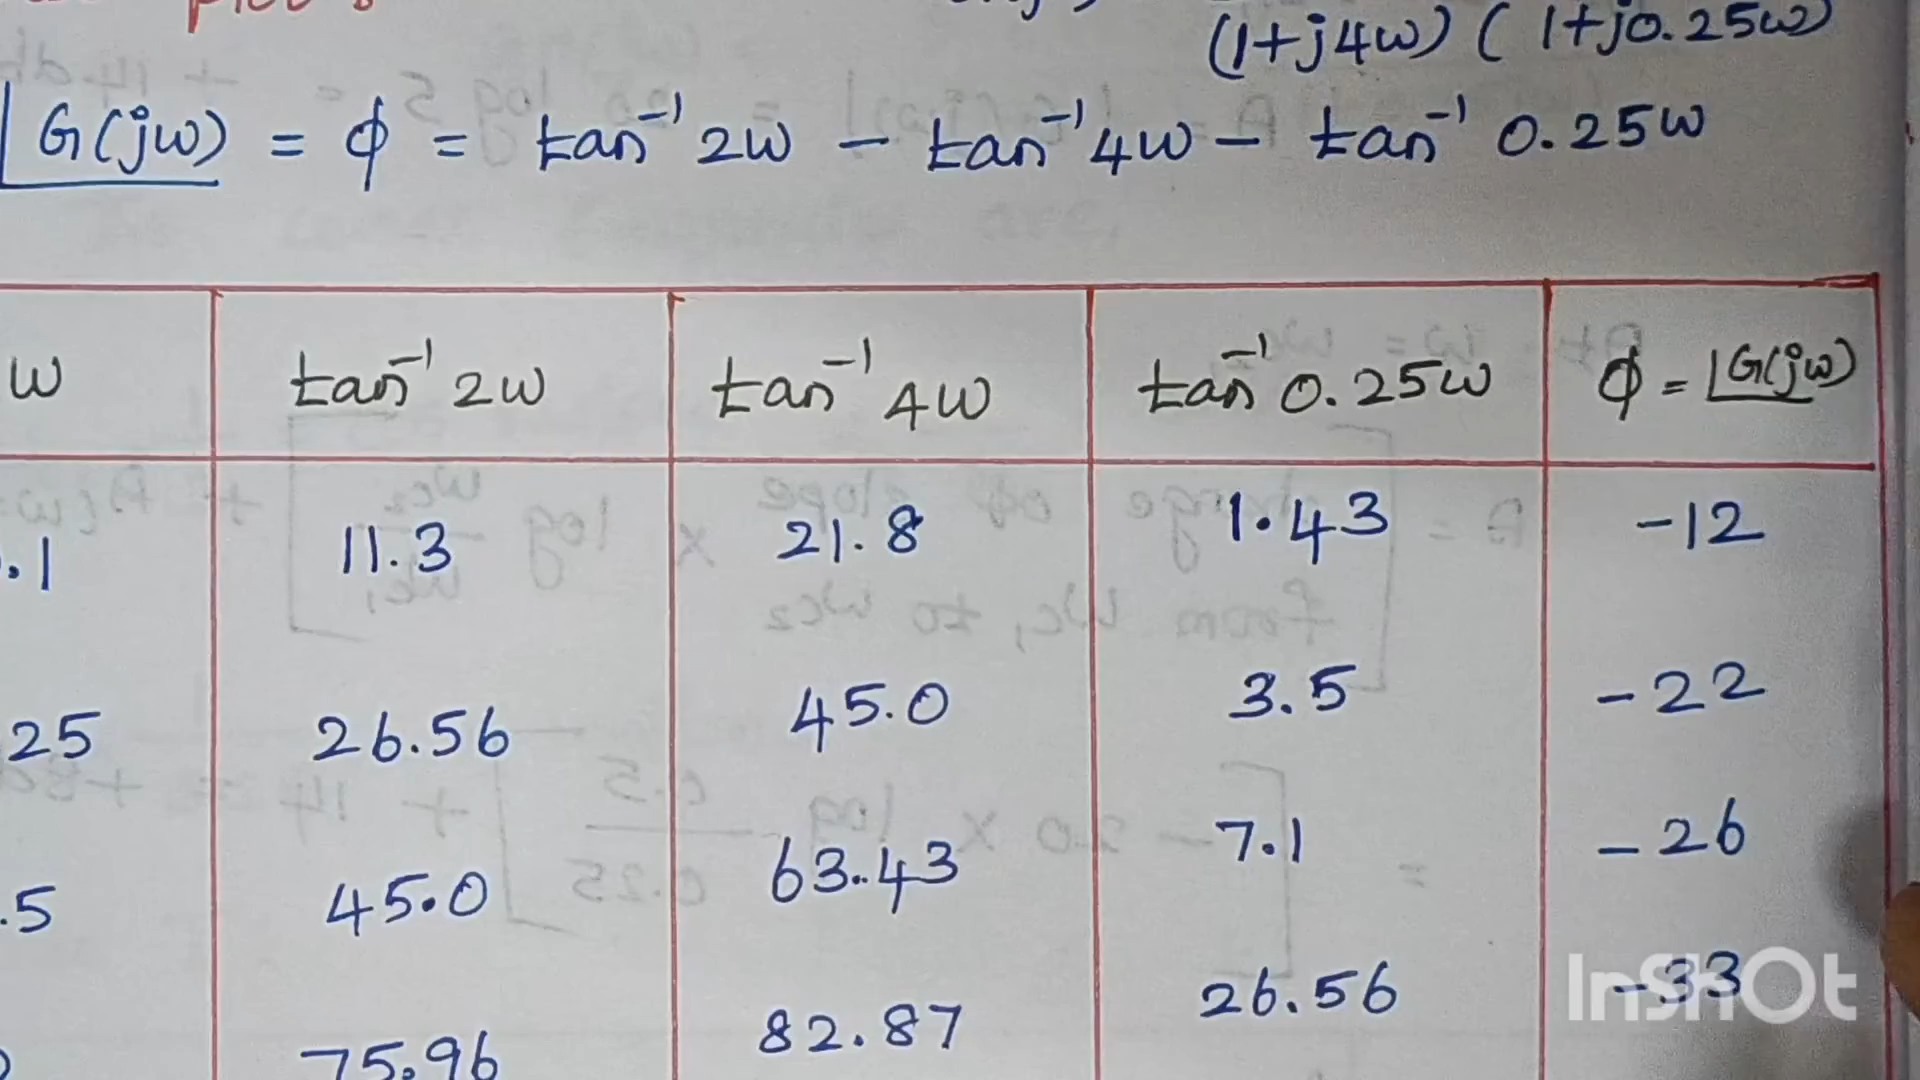 (1+j4ω) ( 1+j0.25ω)
∠G(jω) = ϕ = tan⁻¹ 2ω − tan⁻¹ 4ω − tan⁻¹ 0.25ω
ω tan⁻¹ 2ω tan⁻¹ 4ω tan⁻¹ 0.25ω ϕ = ∠G(jω)
.1 11.3 21.8 1.43 -12
25 26.56 45.0 3.5 -22
.5 45.0 63.43 7.1 -26
75.96 82.87 26.56 -33
InShOt